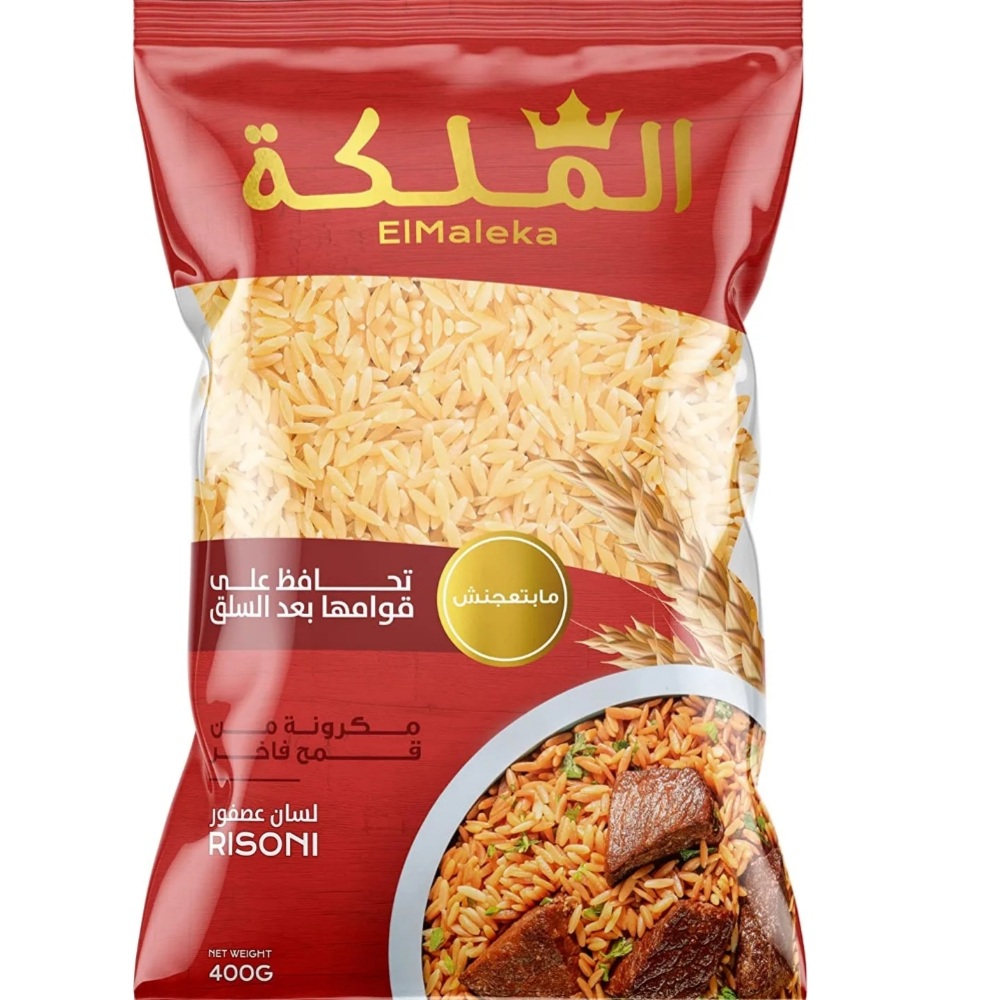 الملكة
ElMaleka
تحافظ على
قوامها بعد السلق
مابتعجنش
مكرونة من
قمح فاخر
لسان عصفور
RISONI
NET WEIGHT
400G